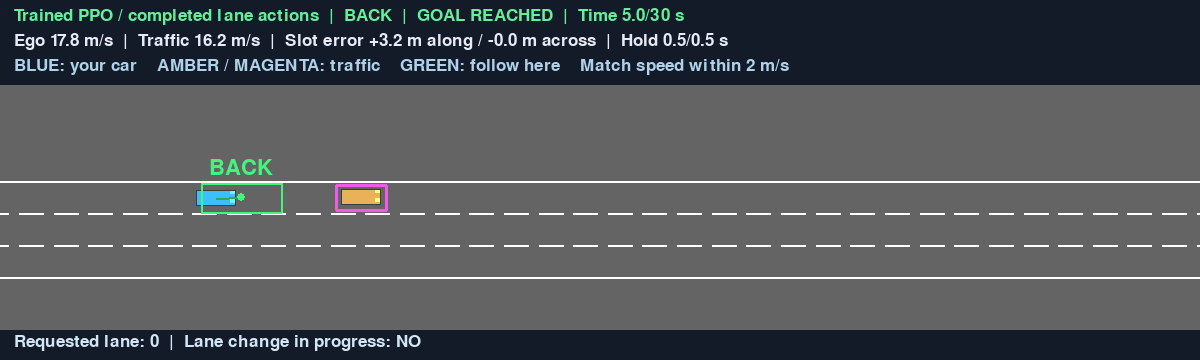 Trained PPO / completed lane actions | BACK | GOAL REACHED | Time 5.0/30 s
Ego 17.8 m/s | Traffic 16.2 m/s | Slot error +3.2 m along / -0.0 m across | Hold 0.5/0.5 s
BLUE: your car AMBER / MAGENTA: traffic GREEN: follow here Match speed within 2 m/s
BACK
Requested lane: 0 | Lane change in progress: NO